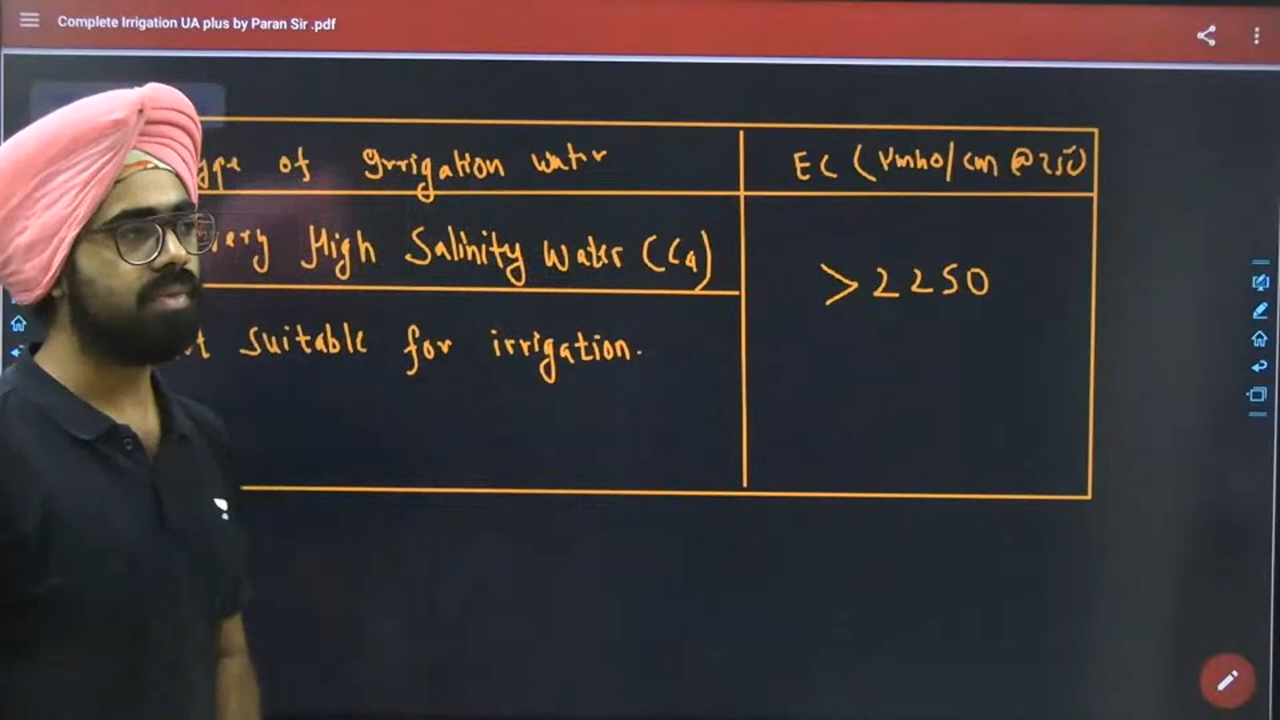 Complete Irrigation UA plus by Paran Sir .pdf
of Irrigation water
EC (μmho/cm @ 25°)
High Salinity Water (C4)
> 2250
suitable for irrigation.